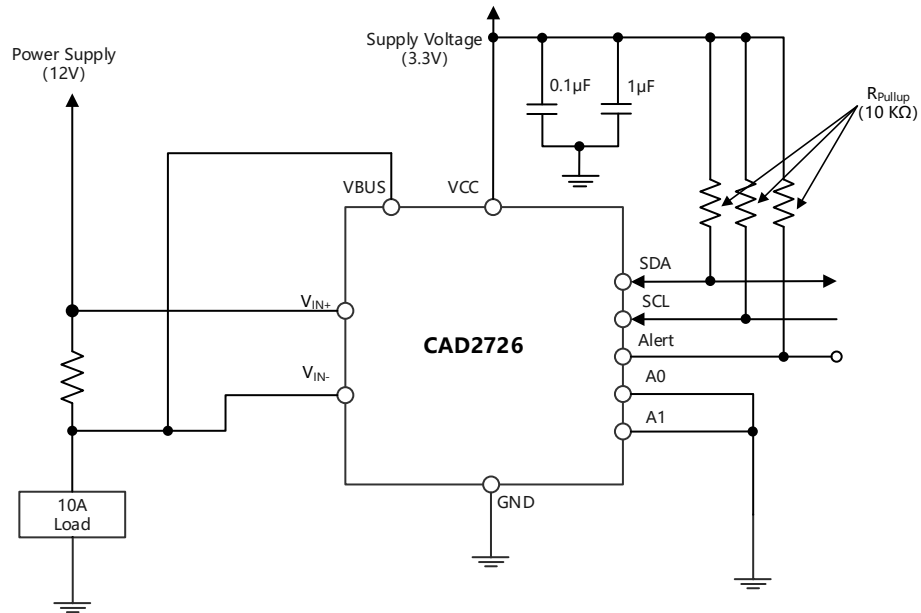 Supply Voltage
(3.3V)
Power Supply
(12V)
0.1μF
1μF
RPullup
(10 KΩ)
VBUS
VCC
SDA
VIN+
SCL
CAD2726
Alert
VIN-
A0
A1
10A
Load
GND